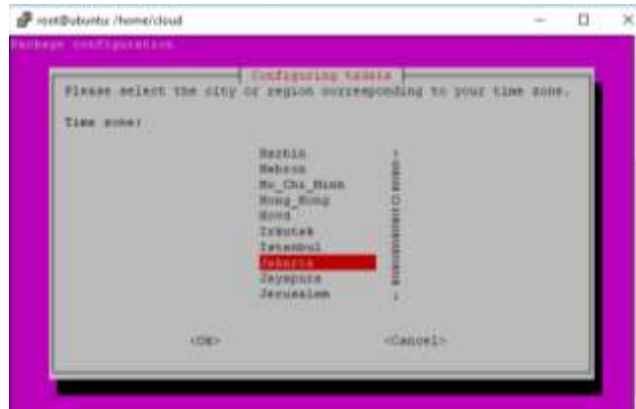 root@ubuntu: /home/cloud
Package configuration
Configuring tzdata
Please select the city or region corresponding to your time zone.
Time zone:
Harbin
Hebron
Ho_Chi_Minh
Hong_Kong
Hovd
Irkutsk
Istanbul
Jakarta
Jayapura
Jerusalem
<Ok> <Cancel>